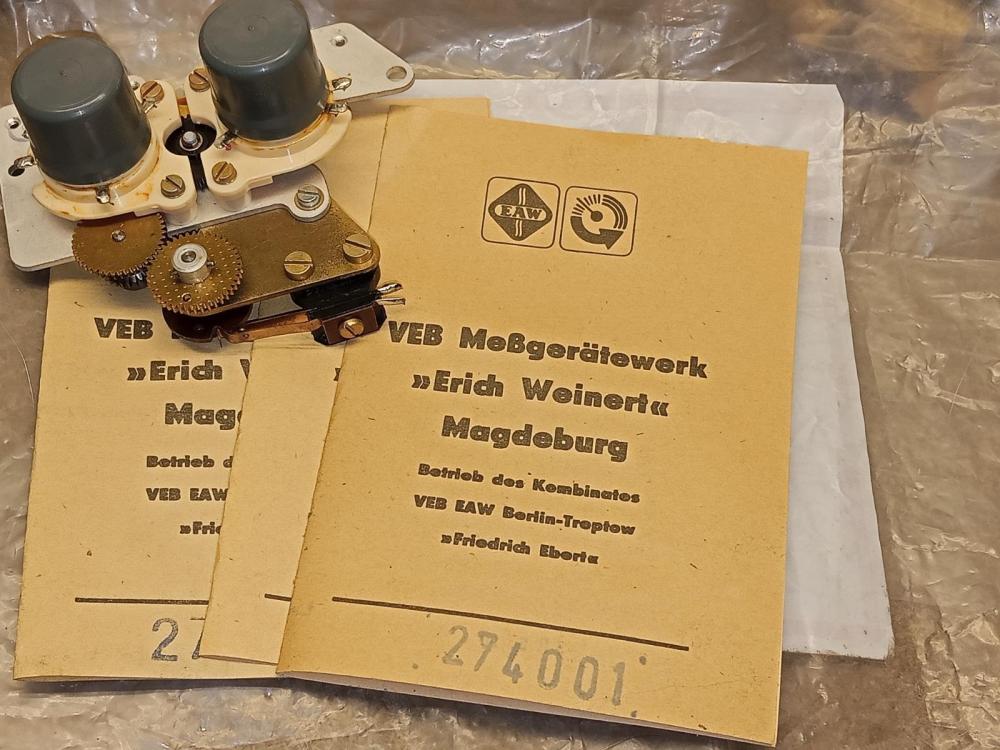 EAW
VEB Meßgerätewerk
»Erich Weinert«
Magdeburg
Betrieb des Kombinates
VEB EAW Berlin-Treptow
»Friedrich Ebert«
274001
VEB
»Erich
Betrieb
VEB EAW